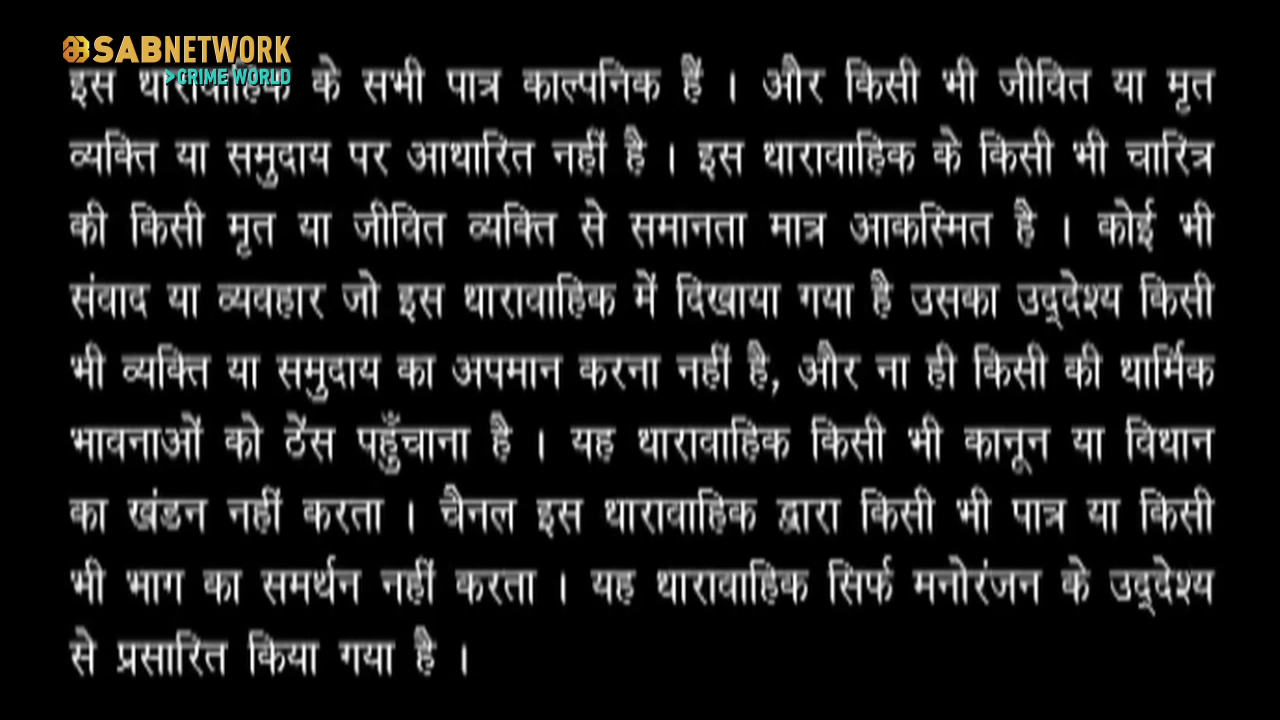 SABNETWORK
>CRIME WORLD
इस धारावाहिक के सभी पात्र काल्पनिक हैं । और किसी भी जीवित या मृत
व्यक्ति या समुदाय पर आधारित नहीं है । इस धारावाहिक के किसी भी चारित्र
की किसी मृत या जीवित व्यक्ति से समानता मात्र आकस्मित है । कोई भी
संवाद या व्यवहार जो इस धारावाहिक में दिखाया गया है उसका उद्देश्य किसी
भी व्यक्ति या समुदाय का अपमान करना नहीं है, और ना ही किसी की धार्मिक
भावनाओं को ठेंस पहुँचाना है । यह धारावाहिक किसी भी कानून या विधान
का खंडन नहीं करता । चैनल इस धारावाहिक द्वारा किसी भी पात्र या किसी
भी भाग का समर्थन नहीं करता । यह धारावाहिक सिर्फ मनोरंजन के उद्देश्य
से प्रसारित किया गया है ।